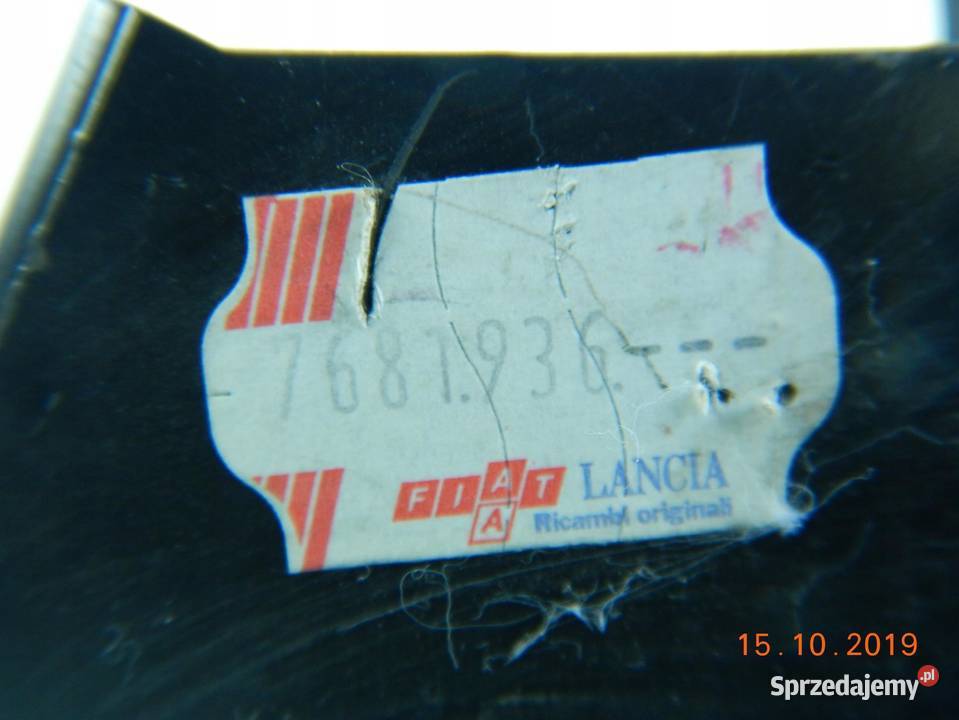 7681.936.---
FIAT LANCIA
A
Ricambi originali
15.10.2019
Sprzedajemy.pl